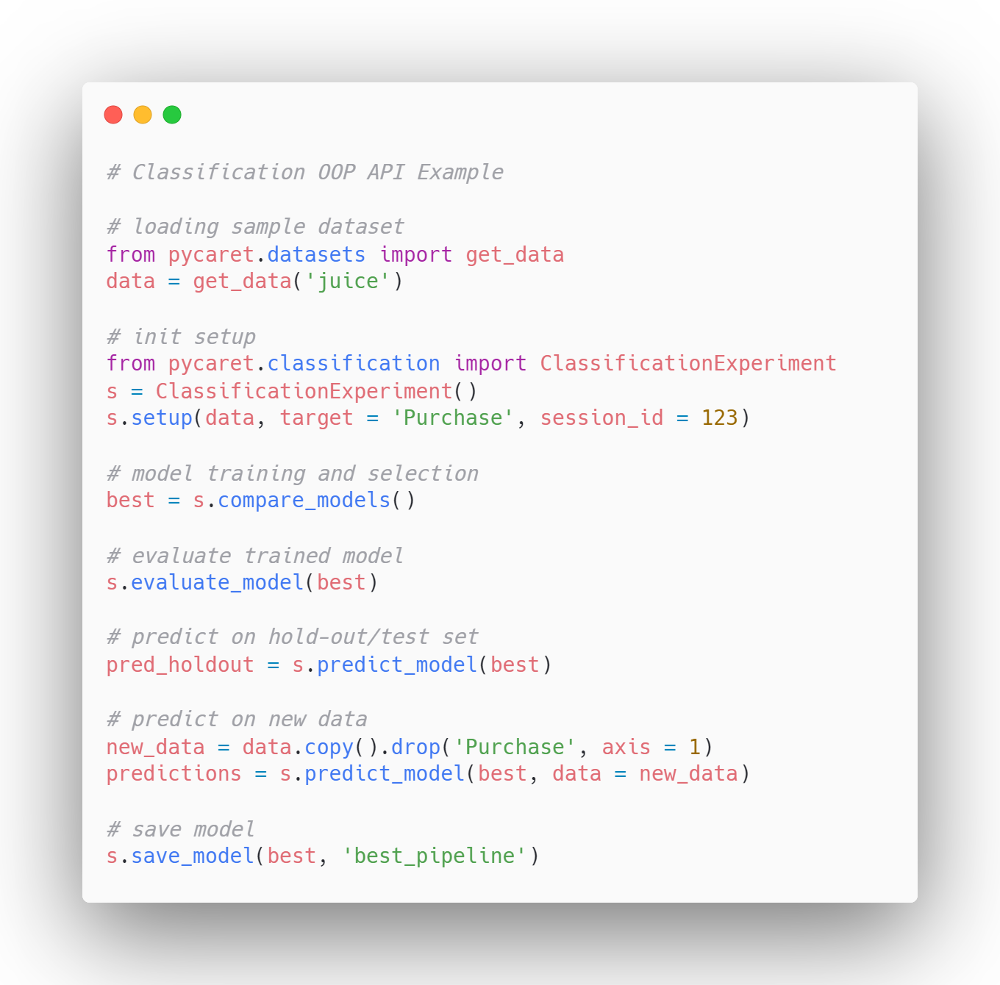 # Classification OOP API Example
# loading sample dataset
from pycaret.datasets import get_data
data = get_data('juice')
# init setup
from pycaret.classification import ClassificationExperiment
s = ClassificationExperiment()
s.setup(data, target = 'Purchase', session_id = 123)
# model training and selection
best = s.compare_models()
# evaluate trained model
s.evaluate_model(best)
# predict on hold-out/test set
pred_holdout = s.predict_model(best)
# predict on new data
new_data = data.copy().drop('Purchase', axis = 1)
predictions = s.predict_model(best, data = new_data)
# save model
s.save_model(best, 'best_pipeline')